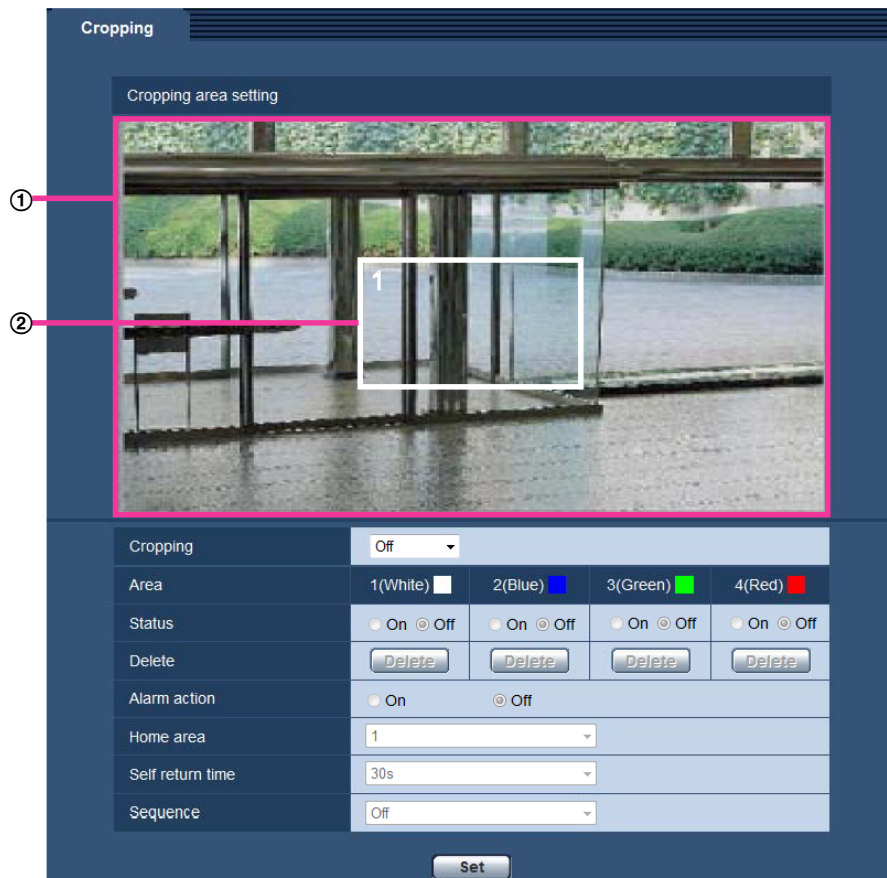 Cropping
Cropping area setting
①
1
②
Cropping Off
Area 1(White) 2(Blue) 3(Green) 4(Red)
Status On Off On Off On Off On Off
Delete Delete Delete Delete Delete
Alarm action On Off
Home area 1
Self return time 30s
Sequence Off
Set